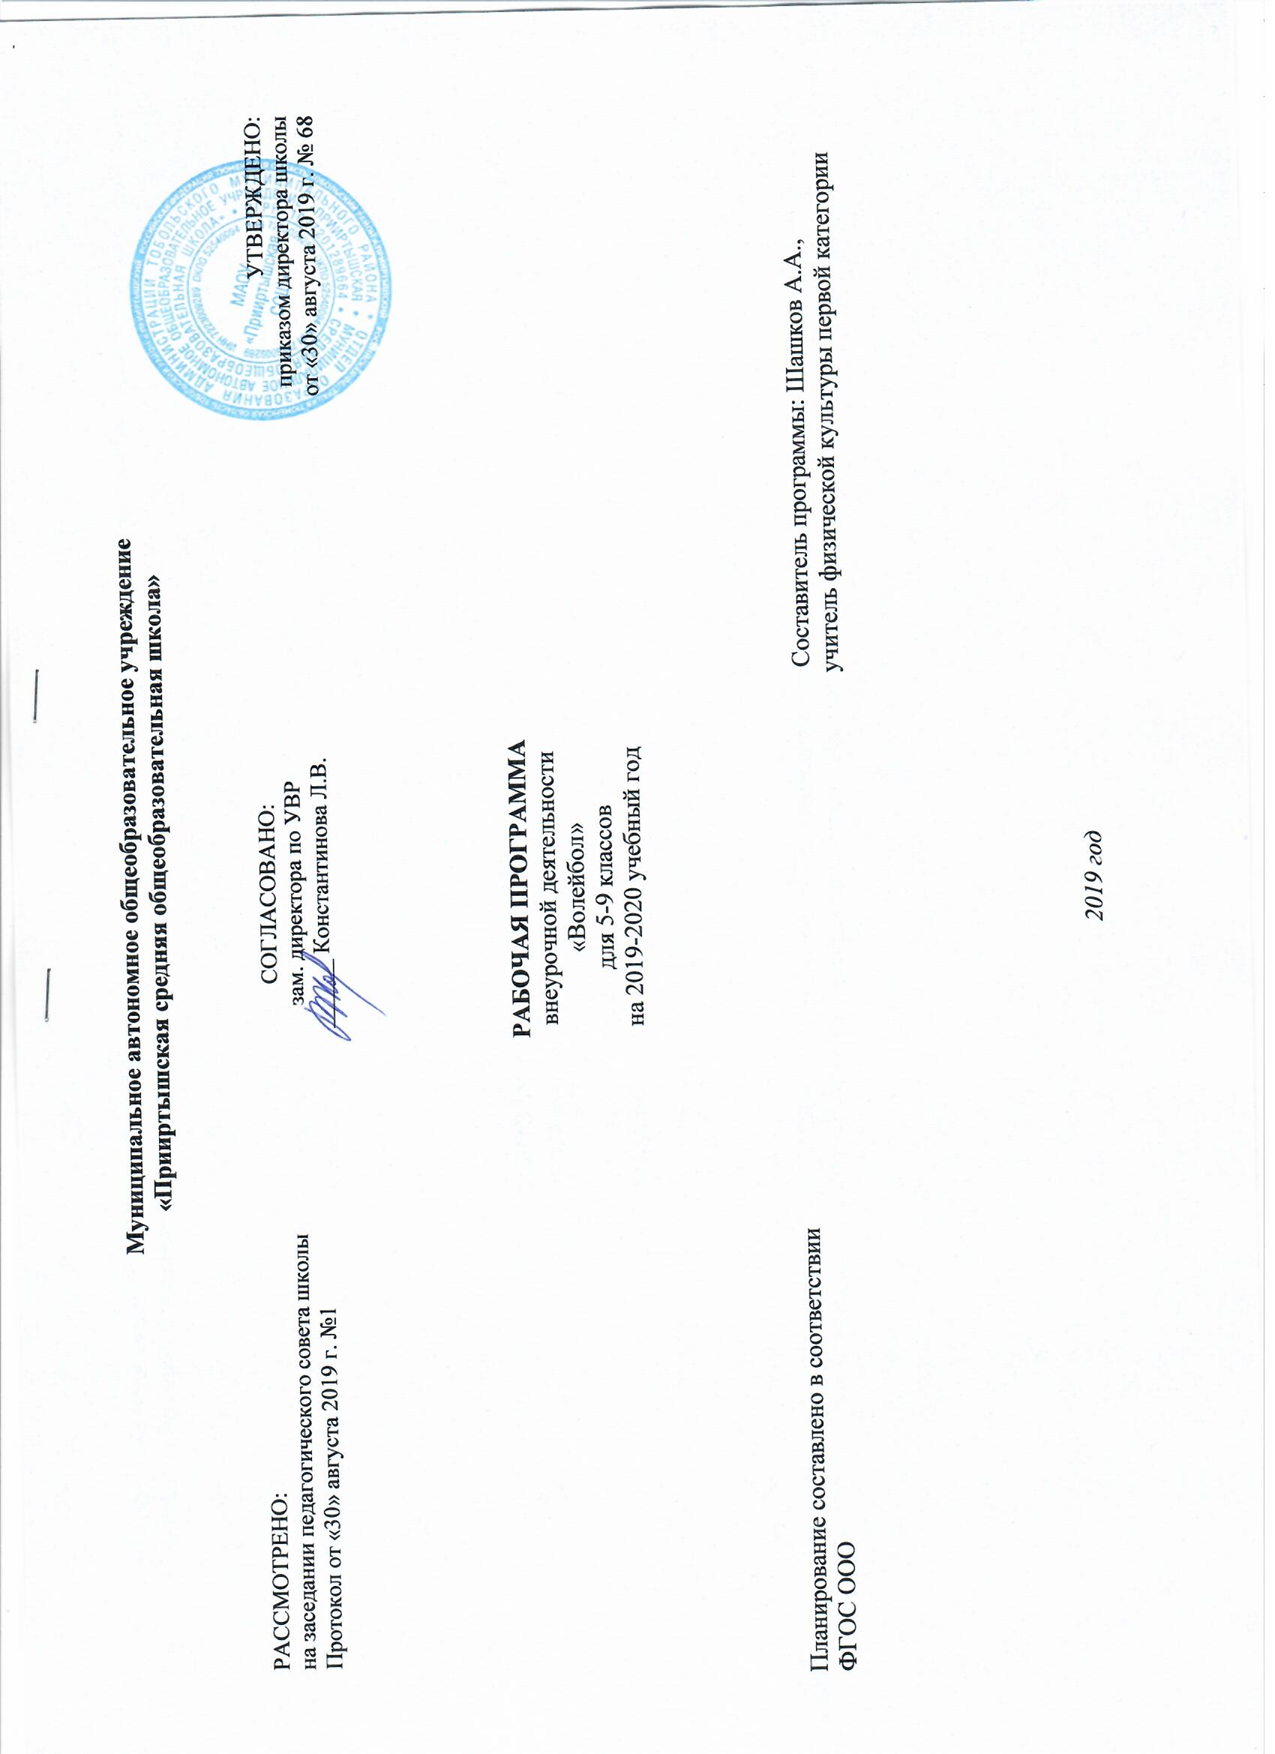 Муниципальное автономное общеобразовательное учреждение
«Прииртышская средняя общеобразовательная школа»
РАССМОТРЕНО:
на заседании педагогического совета школы
Протокол от «30» августа 2019 г. №1
СОГЛАСОВАНО:
зам. директора по УВР
Константинова Л.В.
УТВЕРЖДЕНО:
приказом директора школы
от «30» августа 2019 г. № 68
МАОУ
«Прииртышская
РАБОЧАЯ ПРОГРАММА
внеурочной деятельности
«Волейбол»
для 5-9 классов
на 2019-2020 учебный год
Планирование составлено в соответствии
ФГОС ООО
Составитель программы: Шашков А.А.,
учитель физической культуры первой категории
2019 год